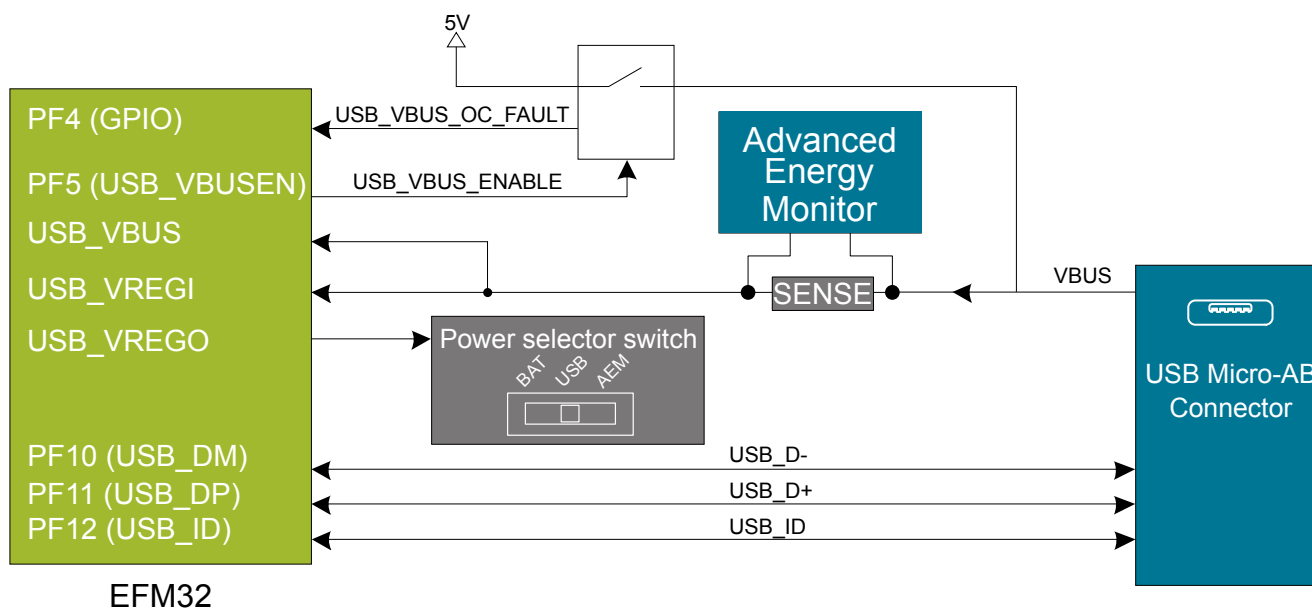 5V
PF4 (GPIO)
USB_VBUS_OC_FAULT
PF5 (USB_VBUSEN)
USB_VBUS_ENABLE
USB_VBUS
USB_VREGI
USB_VREGO
Advanced
Energy
Monitor
SENSE
VBUS
Power selector switch
BAT
USB
AEM
USB Micro-AB
Connector
PF10 (USB_DM)
USB_D-
PF11 (USB_DP)
USB_D+
PF12 (USB_ID)
USB_ID
EFM32